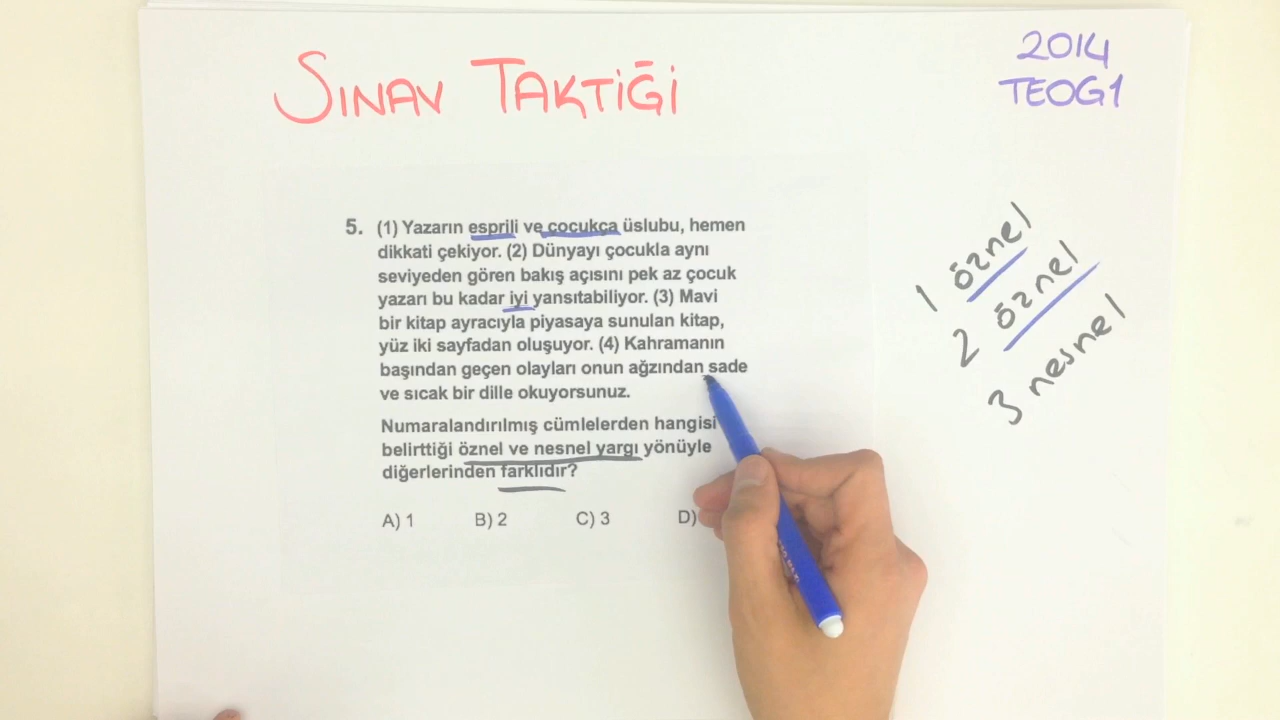 SINAV TAKTİĞİ
2014
TEOG1
5. (1) Yazarın esprili ve çocukça üslubu, hemen
dikkati çekiyor. (2) Dünyayı çocukla aynı
seviyeden gören bakış açısını pek az çocuk
yazarı bu kadar iyi yansıtabiliyor. (3) Mavi
bir kitap ayracıyla piyasaya sunulan kitap,
yüz iki sayfadan oluşuyor. (4) Kahramanın
başından geçen olayları onun ağzından sade
ve sıcak bir dille okuyorsunuz.
Numaralandırılmış cümlelerden hangisi
belirttiği öznel ve nesnel yargı yönüyle
diğerlerinden farklıdır?
A) 1 B) 2 C) 3 D)
1 öznel
2 öznel
3 nesnel